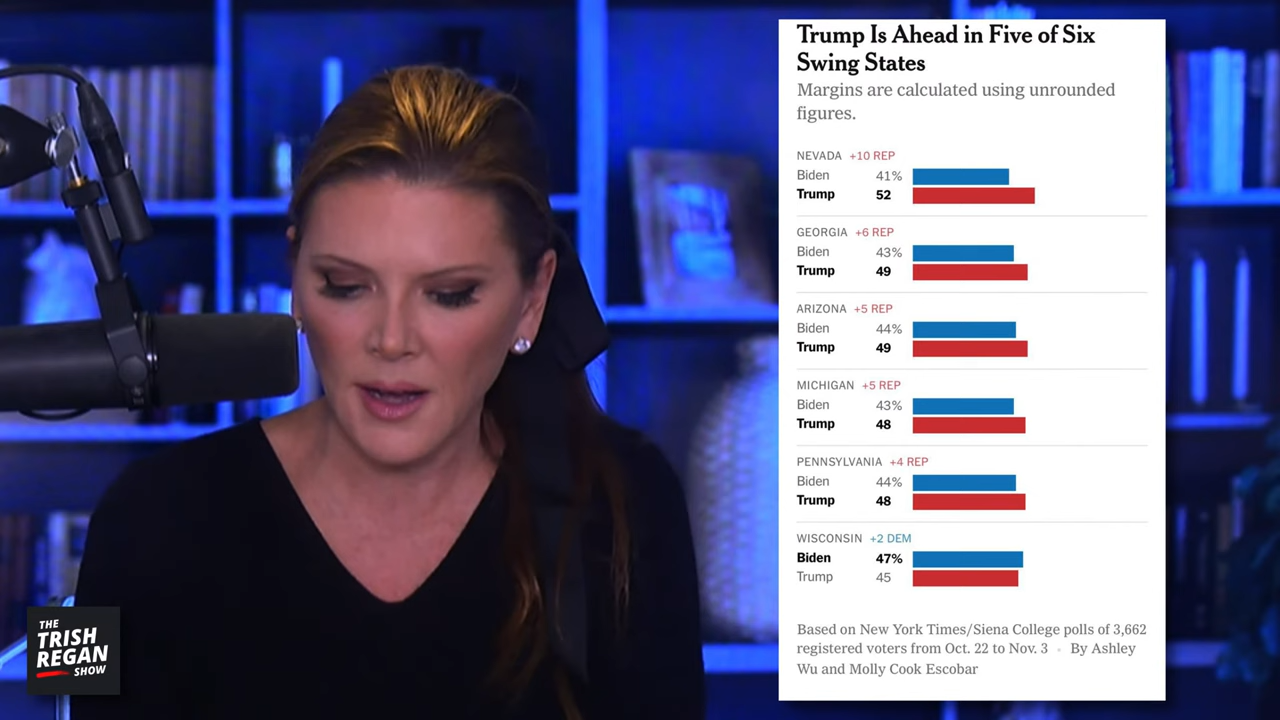 Trump Is Ahead in Five of Six
Swing States
Margins are calculated using unrounded
figures.
NEVADA +10 REP
Biden 41%
Trump 52
GEORGIA +6 REP
Biden 43%
Trump 49
ARIZONA +5 REP
Biden 44%
Trump 49
MICHIGAN +5 REP
Biden 43%
Trump 48
PENNSYLVANIA +4 REP
Biden 44%
Trump 48
WISCONSIN +2 DEM
Biden 47%
Trump 45
Based on New York Times/Siena College polls of 3,662
registered voters from Oct. 22 to Nov. 3 • By Ashley
Wu and Molly Cook Escobar
THE
TRISH
REGAN
SHOW